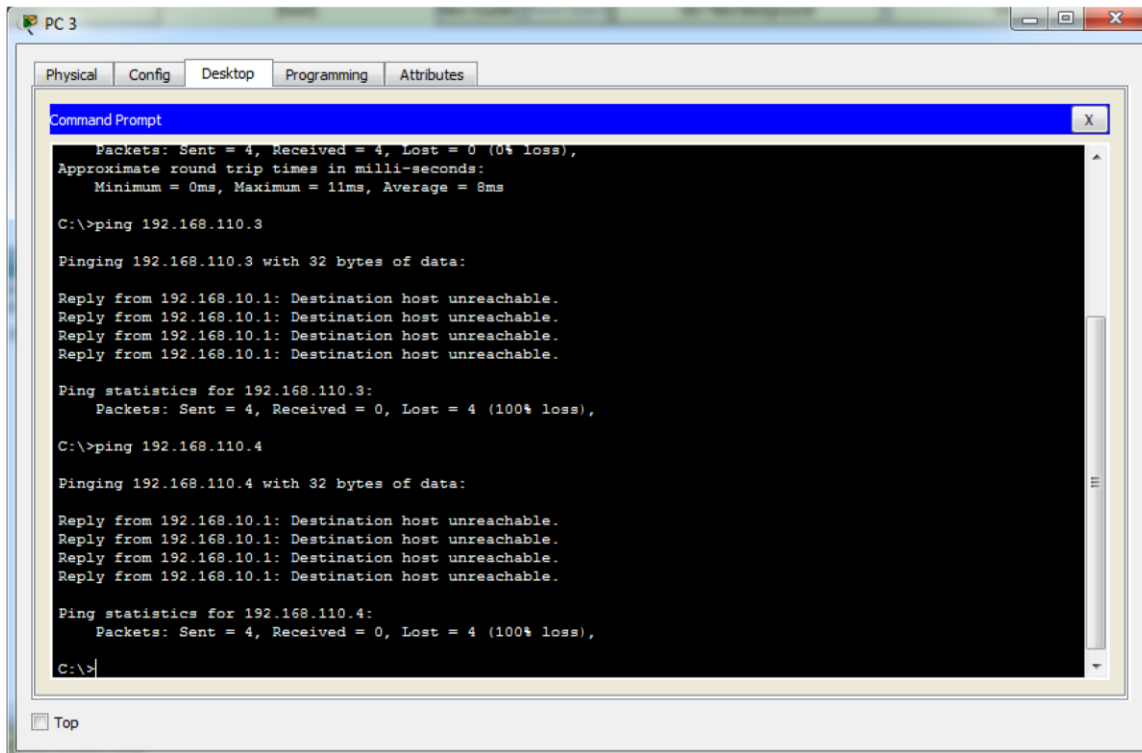 PC 3
Physical Config Desktop Programming Attributes
Command Prompt
X
Packets: Sent = 4, Received = 4, Lost = 0 (0% loss),
Approximate round trip times in milli-seconds:
Minimum = 0ms, Maximum = 11ms, Average = 8ms
C:\>ping 192.168.110.3
Pinging 192.168.110.3 with 32 bytes of data:
Reply from 192.168.10.1: Destination host unreachable.
Reply from 192.168.10.1: Destination host unreachable.
Reply from 192.168.10.1: Destination host unreachable.
Reply from 192.168.10.1: Destination host unreachable.
Ping statistics for 192.168.110.3:
Packets: Sent = 4, Received = 0, Lost = 4 (100% loss),
C:\>ping 192.168.110.4
Pinging 192.168.110.4 with 32 bytes of data:
Reply from 192.168.10.1: Destination host unreachable.
Reply from 192.168.10.1: Destination host unreachable.
Reply from 192.168.10.1: Destination host unreachable.
Reply from 192.168.10.1: Destination host unreachable.
Ping statistics for 192.168.110.4:
Packets: Sent = 4, Received = 0, Lost = 4 (100% loss),
C:\>
Top